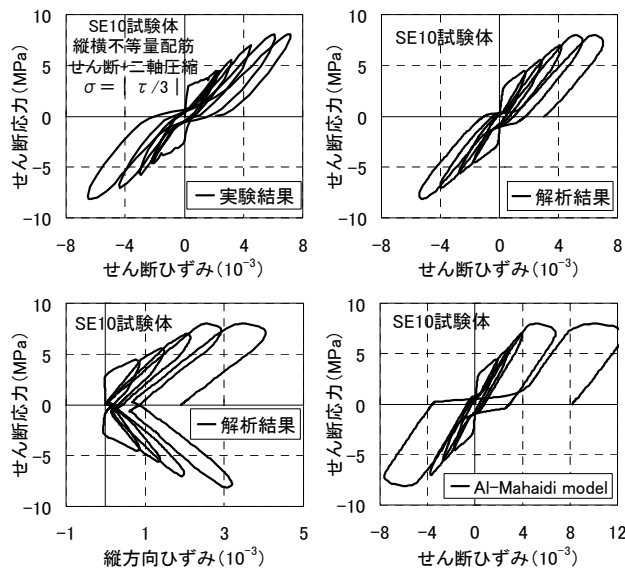 SE10試験体
縦横不等量配筋
せん断+二軸圧縮
σ=| τ/3 |
せん断応力(MPa)
10
5
0
-5
-10
実験結果
-8 -4 0 4 8
せん断ひずみ(10⁻³)
SE10試験体
せん断応力(MPa)
10
5
0
-5
-10
解析結果
-8 -4 0 4 8
せん断ひずみ(10⁻³)
SE10試験体
せん断応力(MPa)
10
5
0
-5
-10
解析結果
-1 1 3 5
縦方向ひずみ(10⁻³)
SE10試験体
せん断応力(MPa)
10
5
0
-5
-10
Al-Mahaidi model
-8 -4 0 4 8 12
せん断ひずみ(10⁻³)